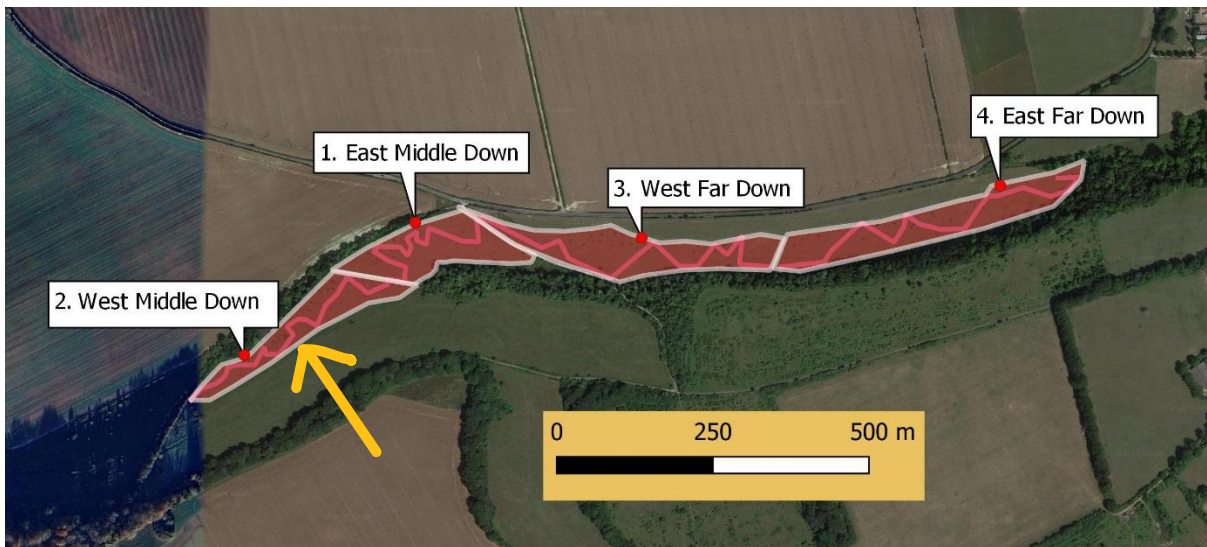 4. East Far Down
1. East Middle Down
3. West Far Down
2. West Middle Down
0 250 500 m